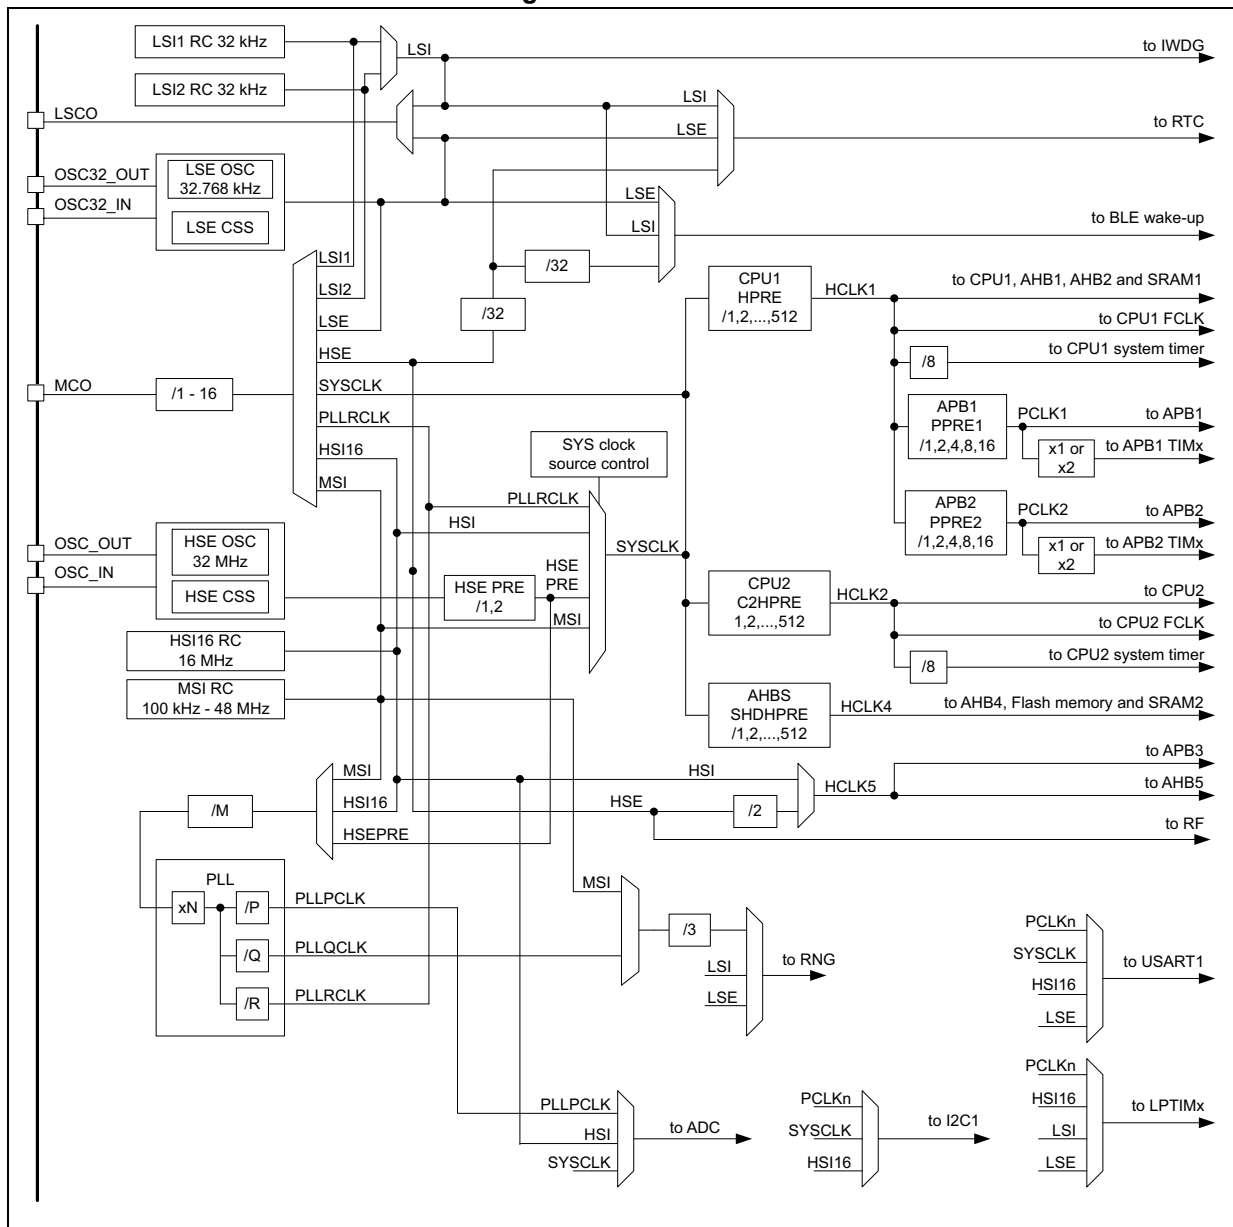 LSI1 RC 32 kHz
LSI
to IWDG
LSI2 RC 32 kHz
LSCO
LSI
LSE
to RTC
OSC32_OUT
OSC32_IN
LSE OSC
32.768 kHz
LSE CSS
LSE
LSI
to BLE wake-up
LSI1
LSI2
LSE
HSE
SYSCLK
PLLRCLK
HSI16
MSI
/32
/32
MCO
/1 - 16
CPU1
HPRE
/1,2,...,512
HCLK1
to CPU1, AHB1, AHB2 and SRAM1
to CPU1 FCLK
/8
to CPU1 system timer
APB1
PPRE1
/1,2,4,8,16
PCLK1
to APB1
x1 or
x2
to APB1 TIMx
SYS clock
source control
PLLRCLK
HSI
HSE
PRE
MSI
SYSCLK
APB2
PPRE2
/1,2,4,8,16
PCLK2
to APB2
x1 or
x2
to APB2 TIMx
OSC_OUT
OSC_IN
HSE OSC
32 MHz
HSE CSS
HSE PRE
/1,2
CPU2
C2HPRE
1,2,...,512
HCLK2
to CPU2
to CPU2 FCLK
/8
to CPU2 system timer
HSI16 RC
16 MHz
MSI RC
100 kHz - 48 MHz
AHBS
SHDHPRE
/1,2,...,512
HCLK4
to AHB4, Flash memory and SRAM2
MSI
HSI16
HSEPRE
/M
HSI
HSE
/2
HCLK5
to APB3
to AHB5
to RF
PLL
xN
/P
/Q
/R
PLLPCLK
PLLQCLK
PLLRCLK
MSI
/3
LSI
LSE
to RNG
PCLKn
SYSCLK
HSI16
LSE
to USART1
PLLPCLK
HSI
SYSCLK
to ADC
PCLKn
SYSCLK
HSI16
to I2C1
PCLKn
HSI16
LSI
LSE
to LPTIMx